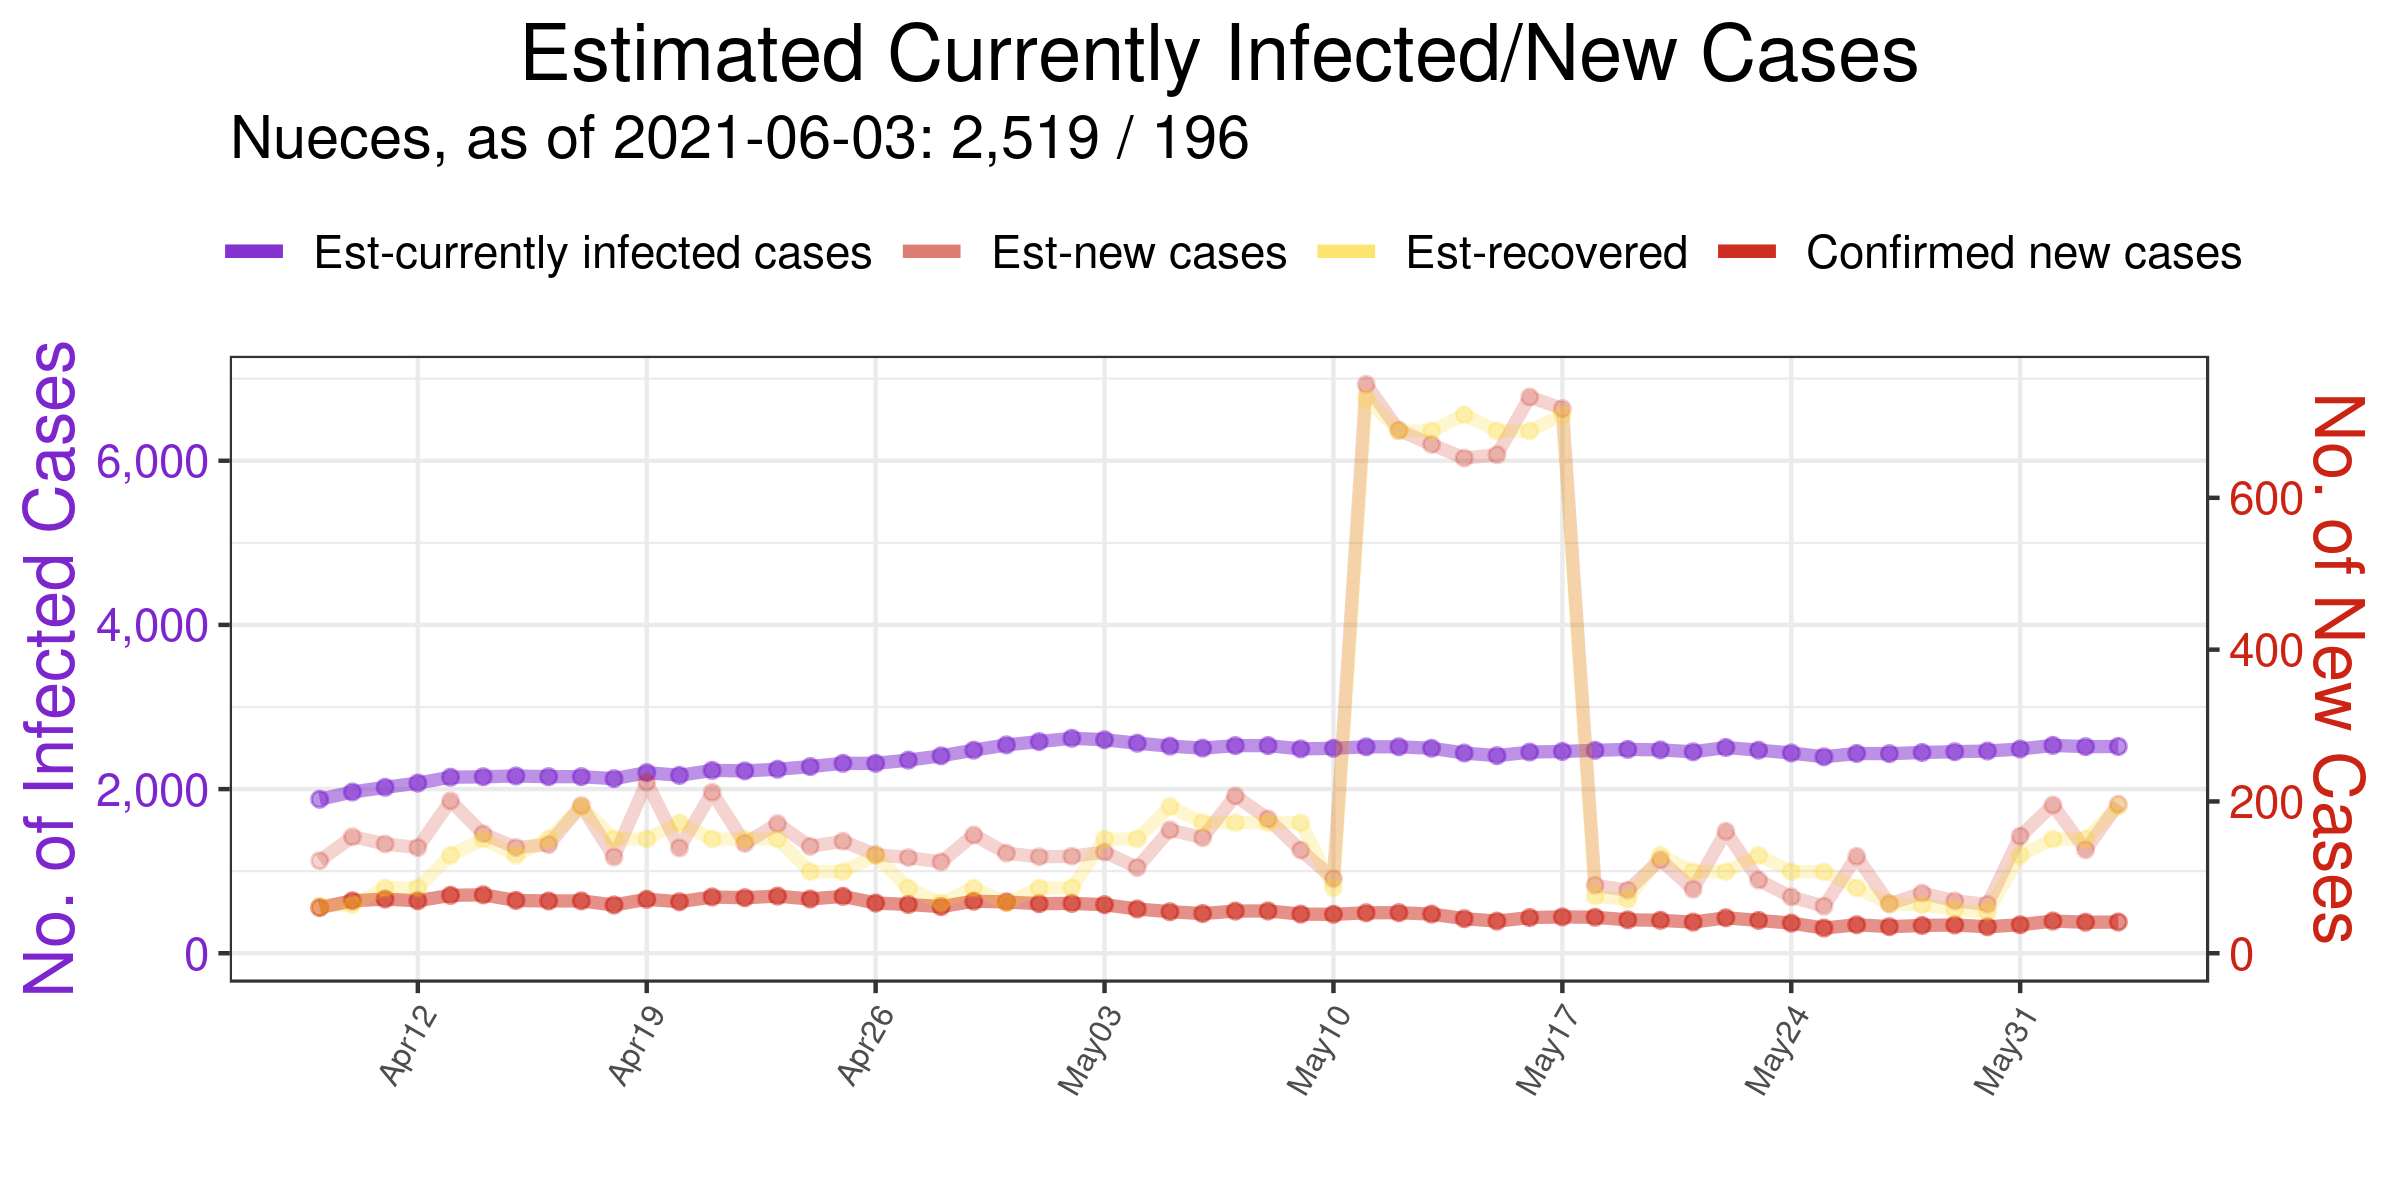 Estimated Currently Infected/New Cases
Nueces, as of 2021-06-03: 2,519 / 196
Est-currently infected cases Est-new cases Est-recovered Confirmed new cases
No. of Infected Cases
6,000
4,000
2,000
0
No. of New Cases
600
400
200
0
Apr12 Apr19 Apr26 May03 May10 May17 May24 May31